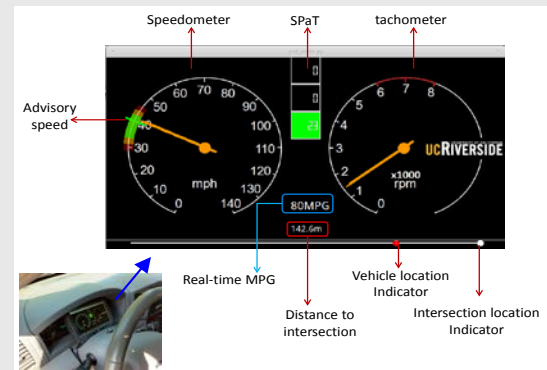 Speedometer
SPaT
tachometer
Advisory
speed
0
0
23
0
10
20
30
40
50
60
70
80
90
100
110
120
130
140
mph
0
1
2
3
4
5
6
7
8
x1000
rpm
UCRIVERSIDE
80MPG
142.6m
Real-time MPG
Distance to
intersection
Vehicle location
Indicator
Intersection location
Indicator